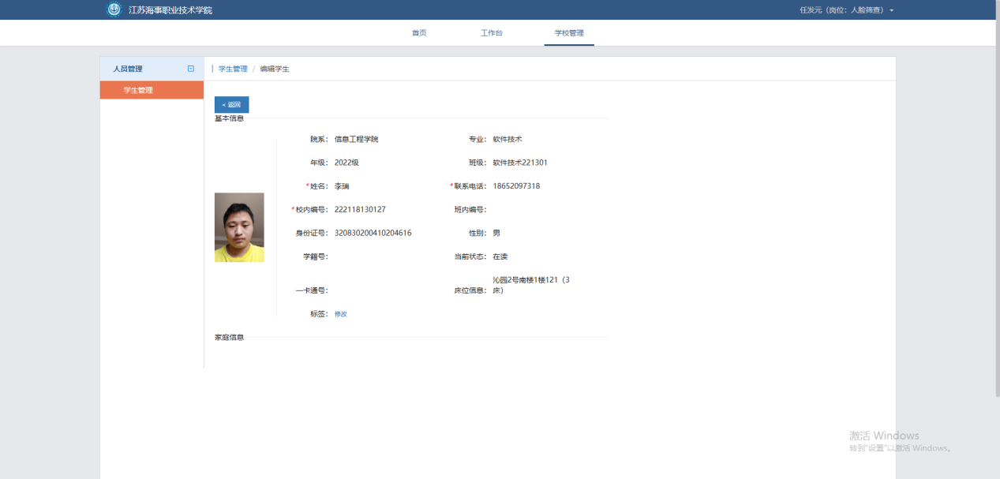 江苏海事职业技术学院
任发元（岗位：人脸筛查）
首页 工作台 学校管理
人员管理
学生管理
学生管理 / 编辑学生
< 返回
基本信息
院系： 信息工程学院 专业： 软件技术
年级： 2022级 班级： 软件技术221301
*姓名： 李瑞 *联系电话： 18652097318
*校内编号： 222118130127 班内编号：
身份证号： 320830200410204616 性别： 男
学籍号： 当前状态： 在读
一卡通号： 床位信息： 沁园2号南楼1楼121（3
床）
标签： 修改
家庭信息
激活 Windows
转到"设置"以激活 Windows。